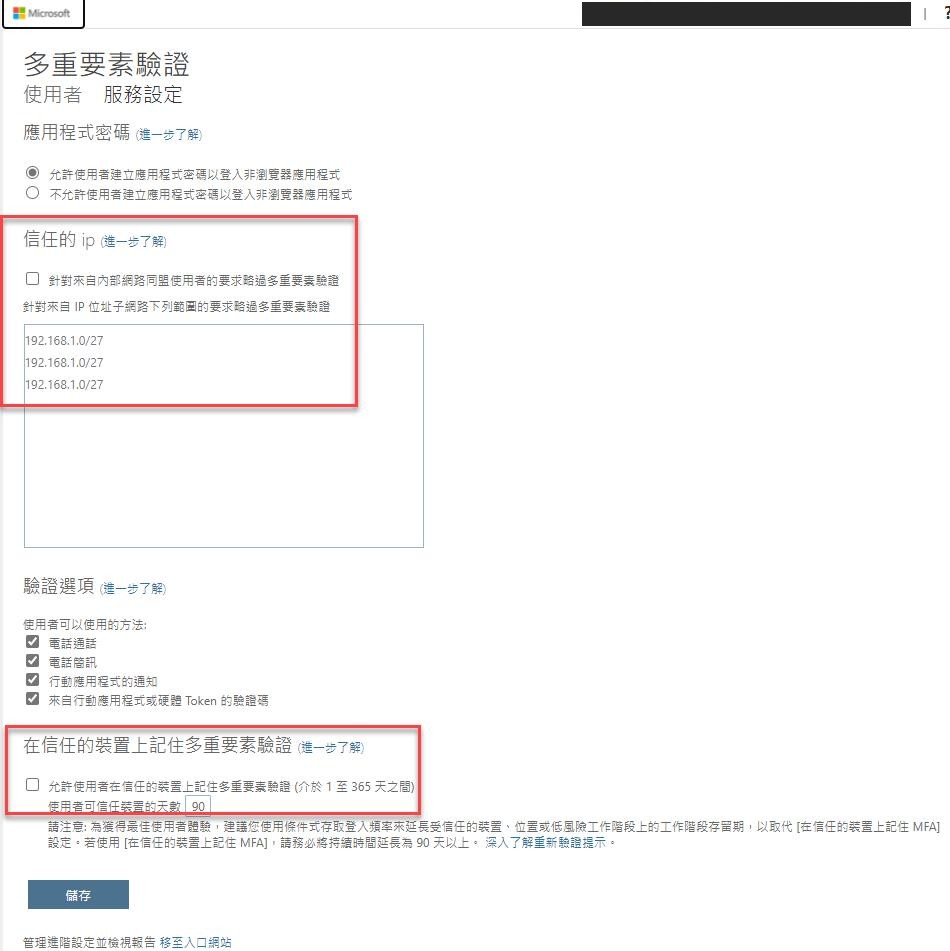 Microsoft
| ?
多重要素驗證
使用者 服務設定
應用程式密碼 (進一步了解)
允許使用者建立應用程式密碼以登入非瀏覽器應用程式
不允許使用者建立應用程式密碼以登入非瀏覽器應用程式
信任的 ip (進一步了解)
針對來自內部網路同盟使用者的要求略過多重要素驗證
針對來自 IP 位址子網路下列範圍的要求略過多重要素驗證
192.168.1.0/27
192.168.1.0/27
192.168.1.0/27
驗證選項 (進一步了解)
使用者可以使用的方法:
電話通話
電話簡訊
行動應用程式的通知
來自行動應用程式或硬體 Token 的驗證碼
在信任的裝置上記住多重要素驗證 (進一步了解)
允許使用者在信任的裝置上記住多重要素驗證 (介於 1 至 365 天之間)
使用者可信任裝置的天數 90
請注意: 為獲得最佳使用者體驗，建議您使用條件式存取登入頻率來延長受信任的裝置、位置或低風險工作階段上的工作階段存留期，以取代 [在信任的裝置上記住 MFA]
設定。若使用 [在信任的裝置上記住 MFA]，請務必將持續時間延長為 90 天以上。 深入了解重新驗證提示。
儲存
管理進階設定並檢視報告 移至入口網站